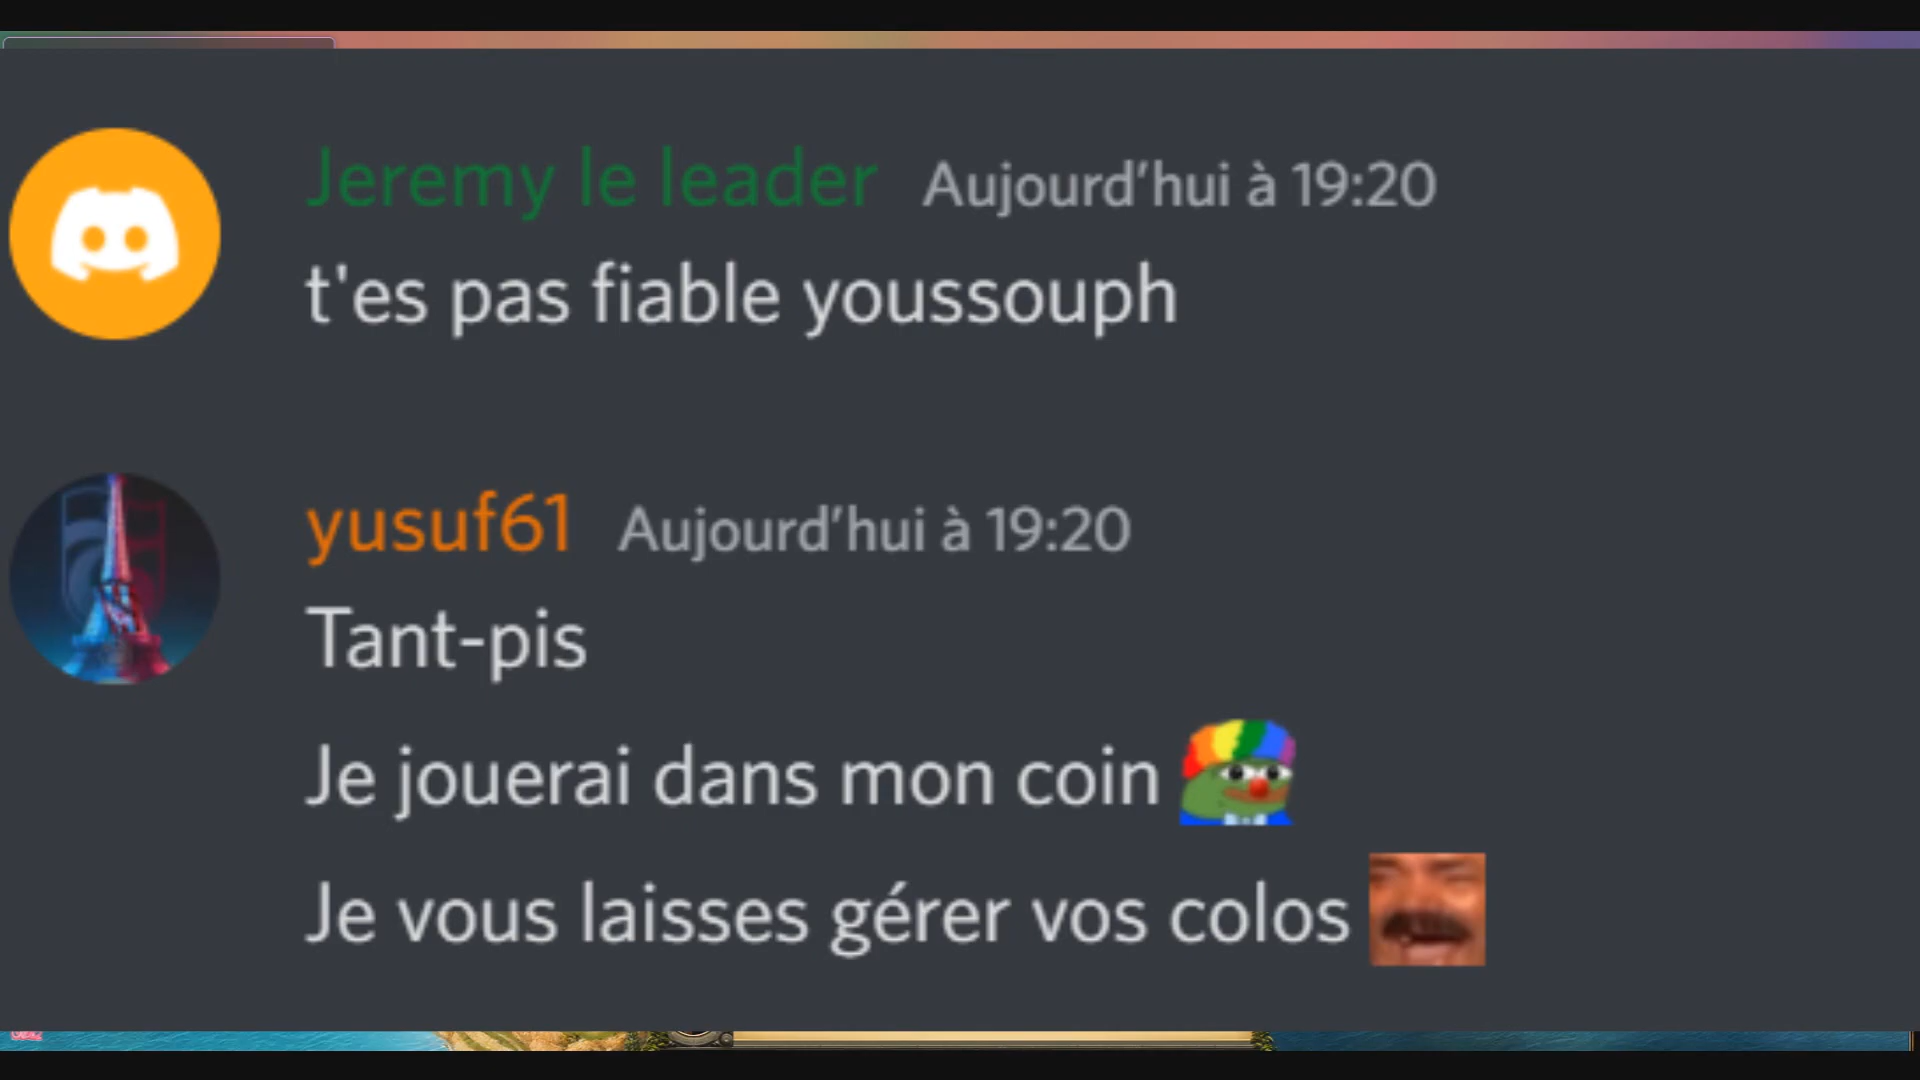 Jeremy le leader Aujourd’hui à 19:20
t'es pas fiable youssouph
yusuf61 Aujourd’hui à 19:20
Tant-pis
Je jouerai dans mon coin
Je vous laisses gérer vos colos